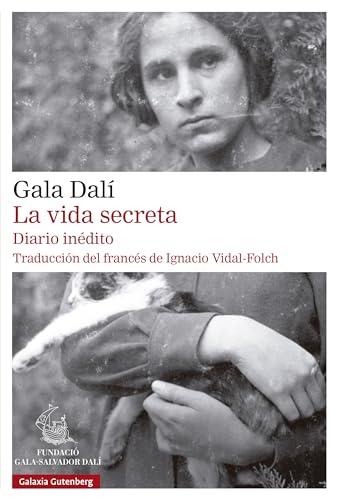 Gala Dalí
La vida secreta
Diario inédito
Traducción del francés de Ignacio Vidal-Folch
FUNDACIÓ
GALA-SALVADOR DALÍ
Galaxia Gutenberg